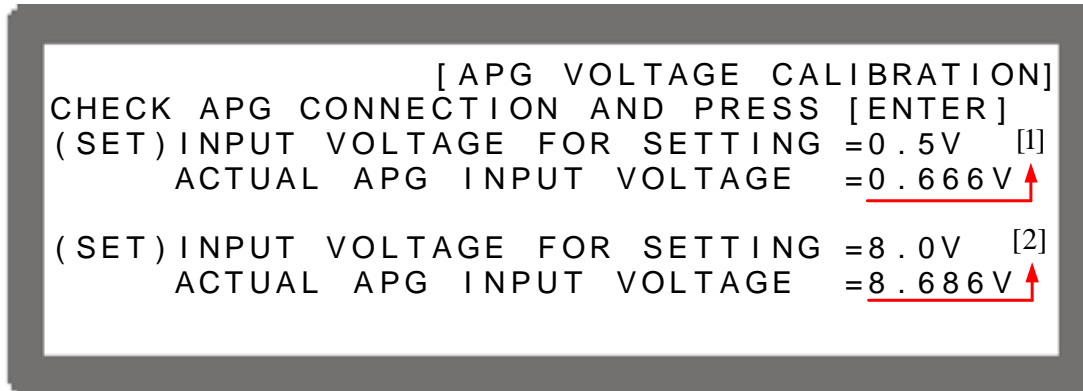 [APG VOLTAGE CALIBRATION]
CHECK APG CONNECTION AND PRESS [ENTER]
(SET)INPUT VOLTAGE FOR SETTING =0.5V [1]
ACTUAL APG INPUT VOLTAGE =0.666V
(SET)INPUT VOLTAGE FOR SETTING =8.0V [2]
ACTUAL APG INPUT VOLTAGE =8.686V